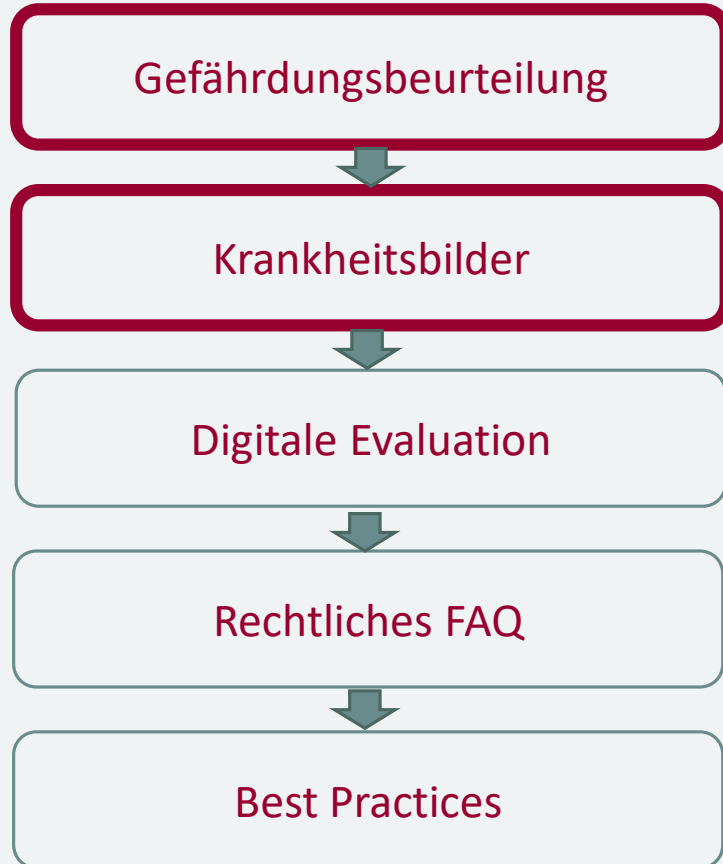 Gefährdungsbeurteilung
Krankheitsbilder
Digitale Evaluation
Rechtliches FAQ
Best Practices